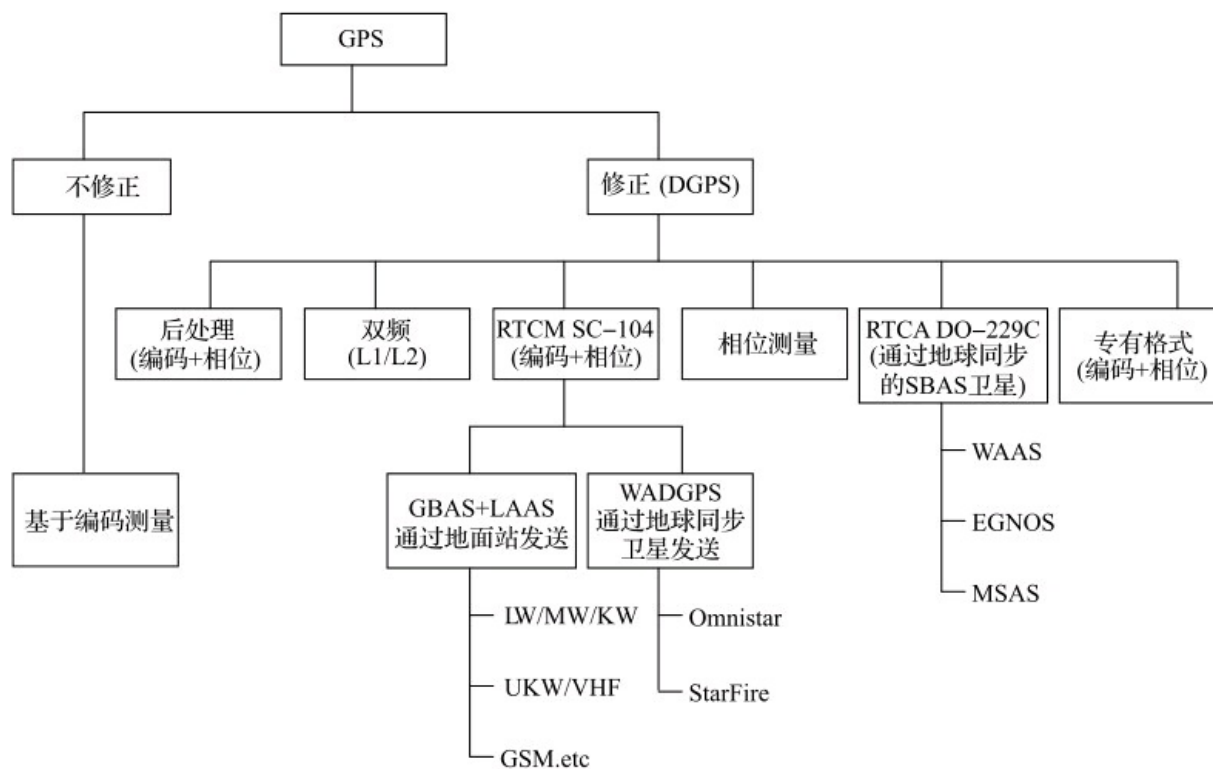 GPS
不修正
修正 (DGPS)
后处理
(编码+相位)
双频
(L1/L2)
RTCM SC-104
(编码+相位)
相位测量
RTCA DO-229C
(通过地球同步
的SBAS卫星)
专有格式
(编码+相位)
基于编码测量
GBAS+LAAS
通过地面站发送
WADGPS
通过地球同步
卫星发送
WAAS
EGNOS
MSAS
LW/MW/KW
UKW/VHF
GSM.etc
Omnistar
StarFire